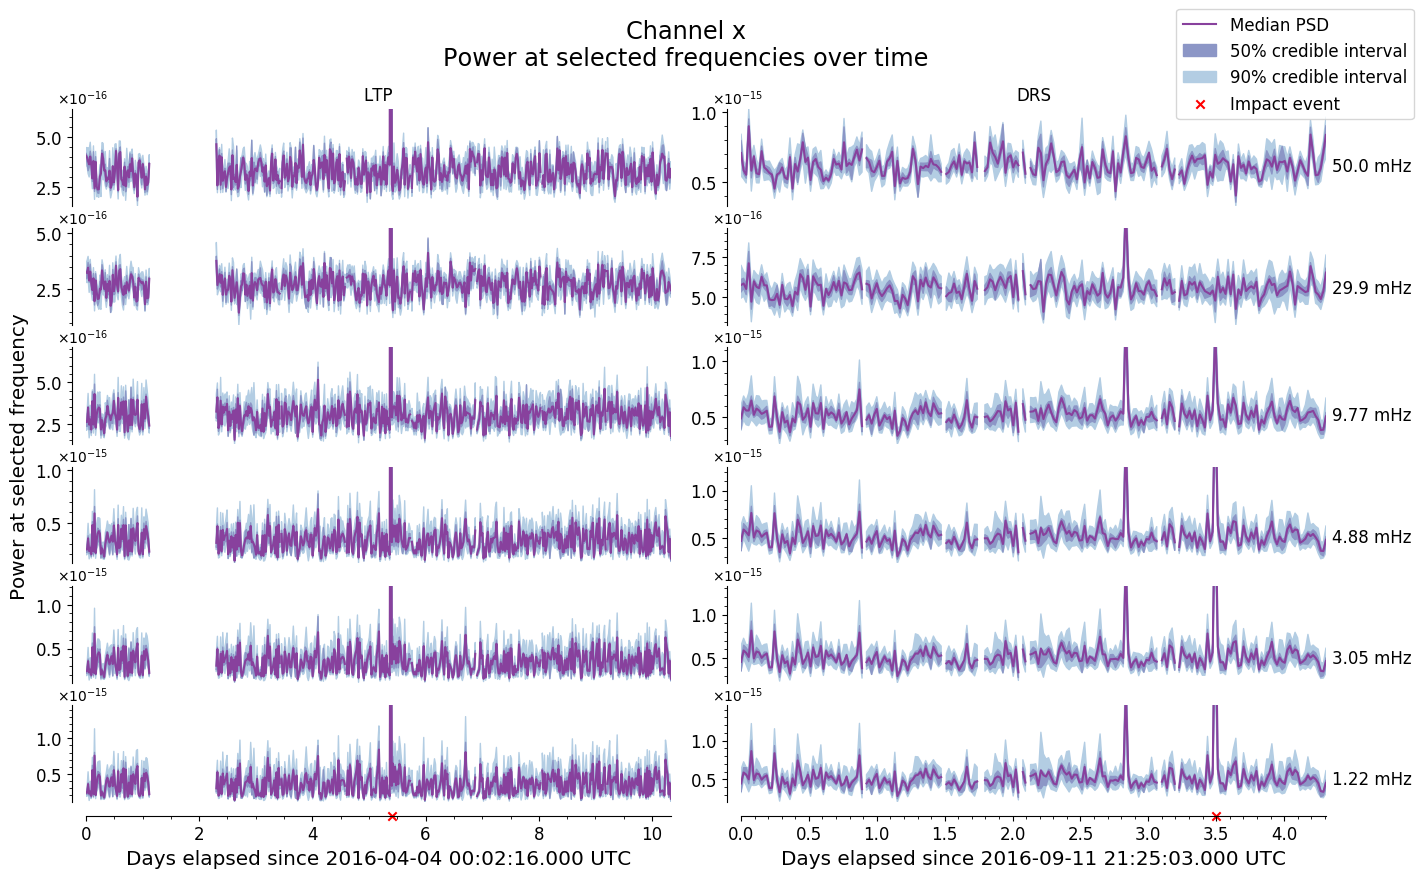 Channel x
Power at selected frequencies over time
Median PSD
50% credible interval
90% credible interval
Impact event
LTP
DRS
×10⁻¹⁶
5.0
2.5
×10⁻¹⁵
1.0
0.5
50.0 mHz
×10⁻¹⁶
5.0
2.5
×10⁻¹⁶
7.5
5.0
29.9 mHz
×10⁻¹⁶
5.0
2.5
×10⁻¹⁵
1.0
0.5
9.77 mHz
×10⁻¹⁵
1.0
0.5
×10⁻¹⁵
1.0
0.5
4.88 mHz
×10⁻¹⁵
1.0
0.5
×10⁻¹⁵
1.0
0.5
3.05 mHz
×10⁻¹⁵
1.0
0.5
×10⁻¹⁵
1.0
0.5
1.22 mHz
Power at selected frequency
0 2 4 6 8 10
0.0 0.5 1.0 1.5 2.0 2.5 3.0 3.5 4.0
Days elapsed since 2016-04-04 00:02:16.000 UTC
Days elapsed since 2016-09-11 21:25:03.000 UTC